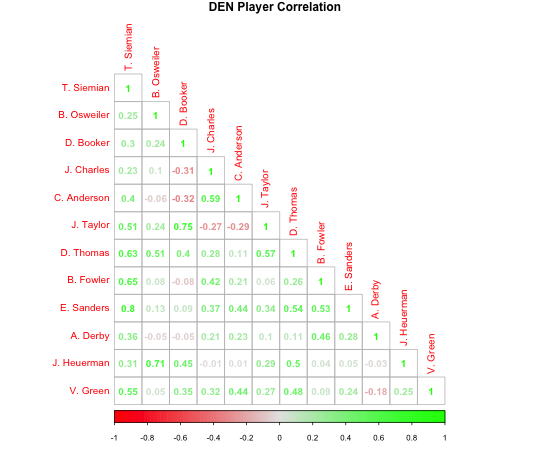 DEN Player Correlation
T. Siemian
B. Osweiler
D. Booker
J. Charles
C. Anderson
J. Taylor
D. Thomas
B. Fowler
E. Sanders
A. Derby
J. Heuerman
V. Green
T. Siemian 1
B. Osweiler 0.25 1
D. Booker 0.3 0.24 1
J. Charles 0.23 0.1 -0.31 1
C. Anderson 0.4 -0.06 -0.32 0.59 1
J. Taylor 0.51 0.24 0.75 -0.27 -0.29 1
D. Thomas 0.63 0.51 0.4 0.28 0.11 0.57 1
B. Fowler 0.65 0.08 -0.08 0.42 0.21 0.06 0.26 1
E. Sanders 0.8 0.13 0.09 0.37 0.44 0.34 0.54 0.53 1
A. Derby 0.36 -0.05 -0.05 0.21 0.23 0.1 0.11 0.46 0.28 1
J. Heuerman 0.31 0.71 0.45 -0.01 0.01 0.29 0.5 0.04 0.05 -0.03 1
V. Green 0.55 0.05 0.35 0.32 0.44 0.27 0.48 0.09 0.24 -0.18 0.25 1
-1 -0.8 -0.6 -0.4 -0.2 0 0.2 0.4 0.6 0.8 1